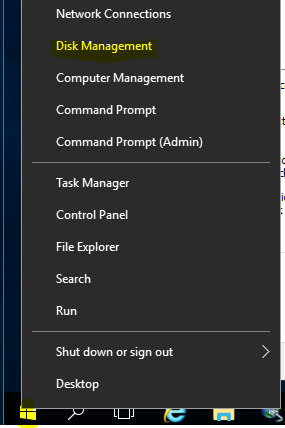 Network Connections
Disk Management
Computer Management
Command Prompt
Command Prompt (Admin)
Task Manager
Control Panel
File Explorer
Search
Run
Shut down or sign out
Desktop